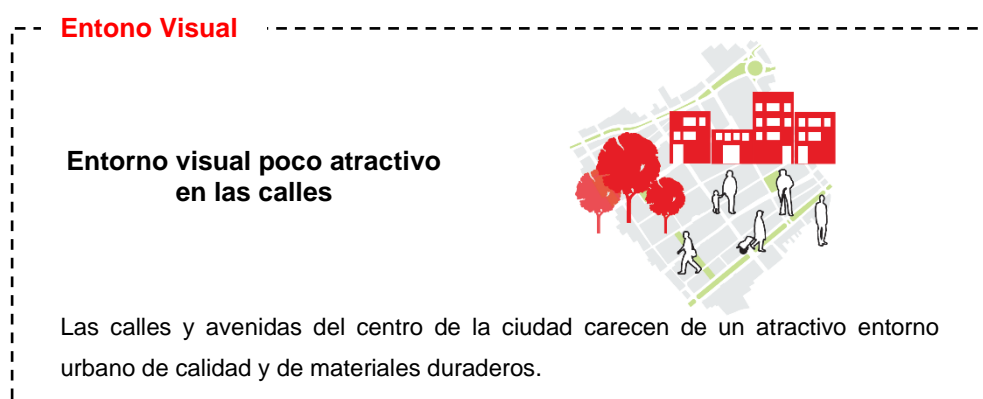 Entono Visual
Entorno visual poco atractivo
en las calles
Las calles y avenidas del centro de la ciudad carecen de un atractivo entorno
urbano de calidad y de materiales duraderos.